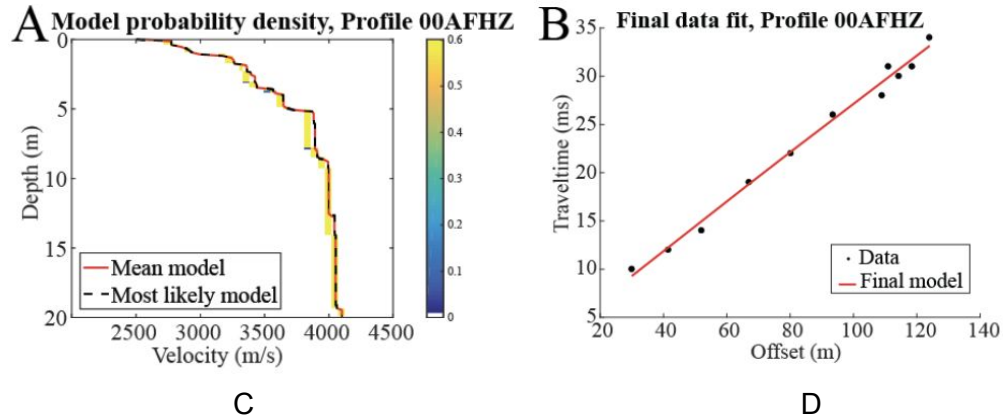 A Model probability density, Profile 00AFHZ
0
5
10
15
20
Depth (m)
2500 3000 3500 4000 4500
Velocity (m/s)
Mean model
Most likely model
0.6
0.5
0.4
0.3
0.2
0.1
0
B Final data fit, Profile 00AFHZ
35
30
25
20
15
10
5
Traveltime (ms)
20 40 60 80 100 120 140
Offset (m)
Data
Final model
C D